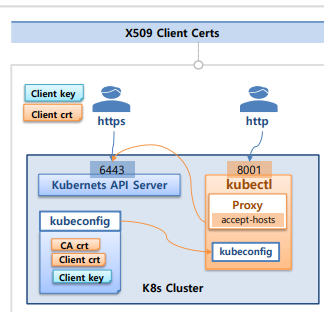 X509 Client Certs
Client key
Client crt
https
http
6443
8001
Kubernets API Server
kubectl
Proxy
accept-hosts
kubeconfig
kubeconfig
CA crt
Client crt
Client key
K8s Cluster